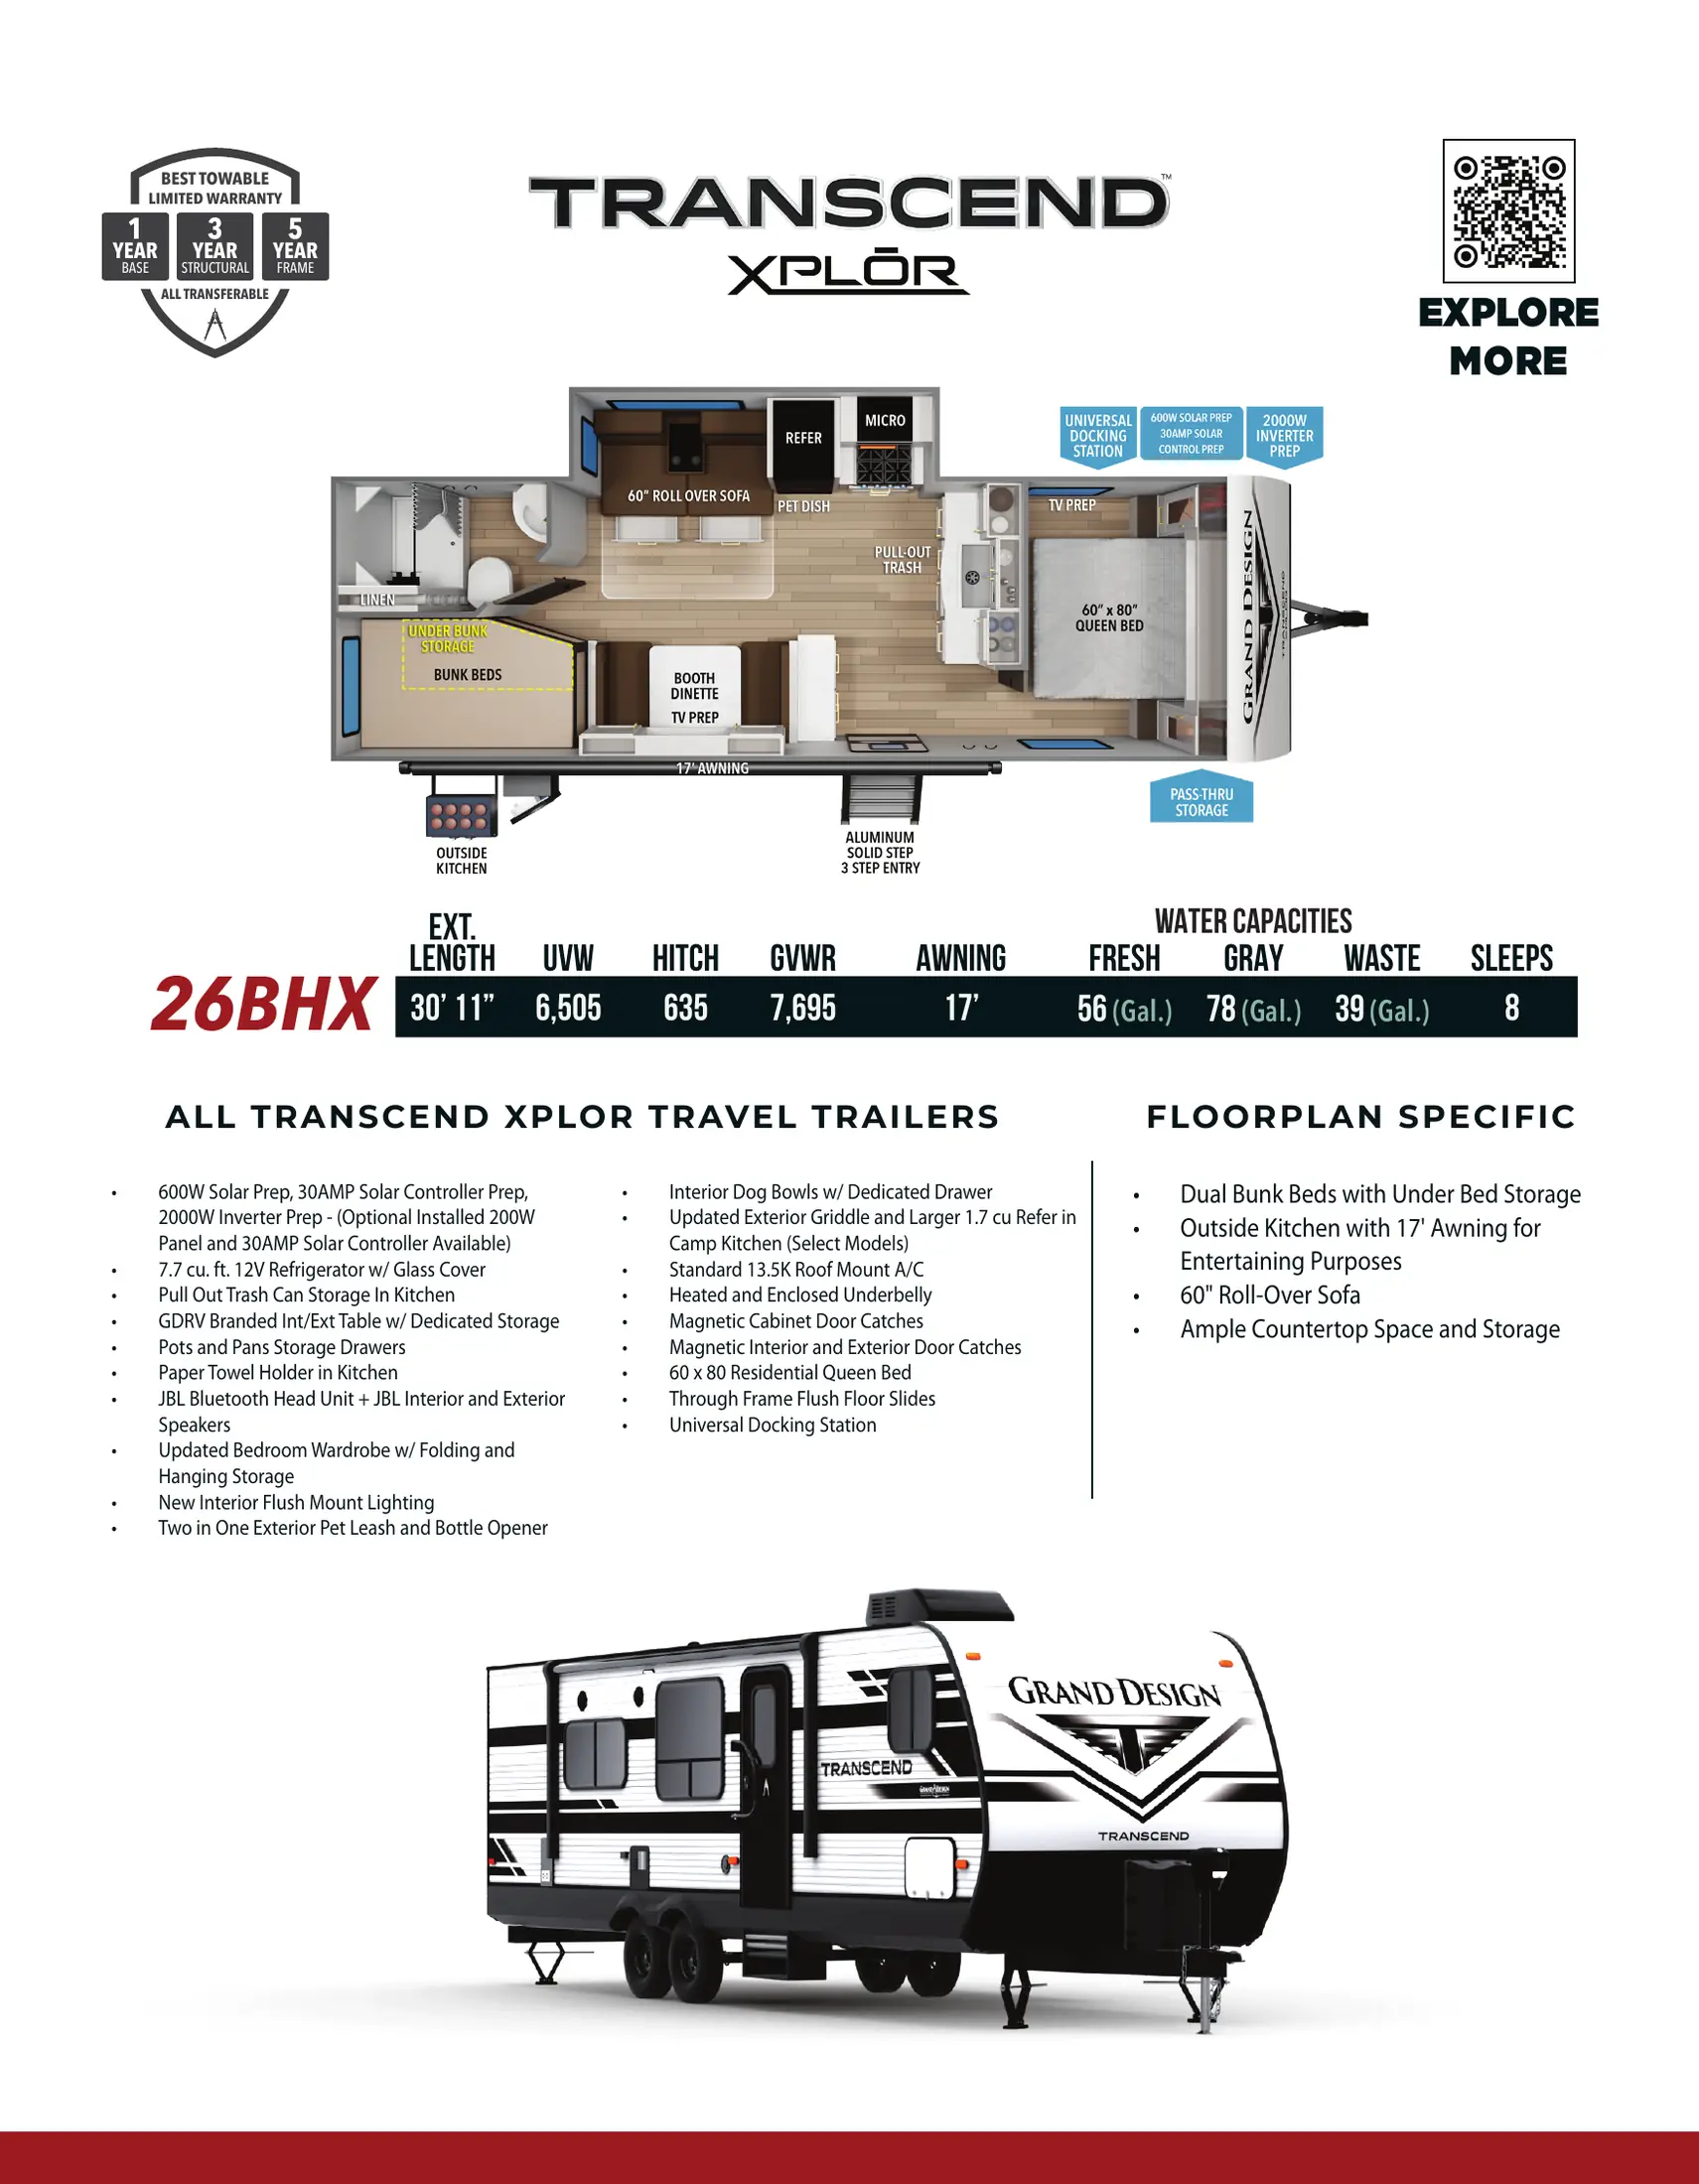 BEST TOWABLE
LIMITED WARRANTY
1 YEAR BASE
3 YEAR STRUCTURAL
5 YEAR FRAME
ALL TRANSFERABLE
TRANSCEND™
XPLŌR
EXPLORE
MORE
UNIVERSAL
DOCKING
STATION
600W SOLAR PREP
30AMP SOLAR
CONTROL PREP
2000W
INVERTER
PREP
REFER
MICRO
60" ROLL OVER SOFA
PET DISH
TV PREP
PULL-OUT
TRASH
LINEN
UNDER BUNK
STORAGE
BUNK BEDS
BOOTH
DINETTE
TV PREP
60” x 80”
QUEEN BED
GRAND DESIGN
TRANSCEND
17' AWNING
PASS-THRU
STORAGE
OUTSIDE
KITCHEN
ALUMINUM
SOLID STEP
3 STEP ENTRY
WATER CAPACITIES
EXT.
LENGTH UVW HITCH GVWR AWNING FRESH GRAY WASTE SLEEPS
26BHX 30’ 11” 6,505 635 7,695 17’ 56 (Gal.) 78 (Gal.) 39 (Gal.) 8
ALL TRANSCEND XPLOR TRAVEL TRAILERS
• 600W Solar Prep, 30AMP Solar Controller Prep,
2000W Inverter Prep - (Optional Installed 200W
Panel and 30AMP Solar Controller Available)
• 7.7 cu. ft. 12V Refrigerator w/ Glass Cover
• Pull Out Trash Can Storage In Kitchen
• GDRV Branded Int/Ext Table w/ Dedicated Storage
• Pots and Pans Storage Drawers
• Paper Towel Holder in Kitchen
• JBL Bluetooth Head Unit + JBL Interior and Exterior
Speakers
• Updated Bedroom Wardrobe w/ Folding and
Hanging Storage
• New Interior Flush Mount Lighting
• Two in One Exterior Pet Leash and Bottle Opener
• Interior Dog Bowls w/ Dedicated Drawer
• Updated Exterior Griddle and Larger 1.7 cu Refer in
Camp Kitchen (Select Models)
• Standard 13.5K Roof Mount A/C
• Heated and Enclosed Underbelly
• Magnetic Cabinet Door Catches
• Magnetic Interior and Exterior Door Catches
• 60 x 80 Residential Queen Bed
• Through Frame Flush Floor Slides
• Universal Docking Station
FLOORPLAN SPECIFIC
• Dual Bunk Beds with Under Bed Storage
• Outside Kitchen with 17' Awning for
Entertaining Purposes
• 60" Roll-Over Sofa
• Ample Countertop Space and Storage
GRAND DESIGN
TRANSCEND
GRAND DESIGN
TRANSCEND